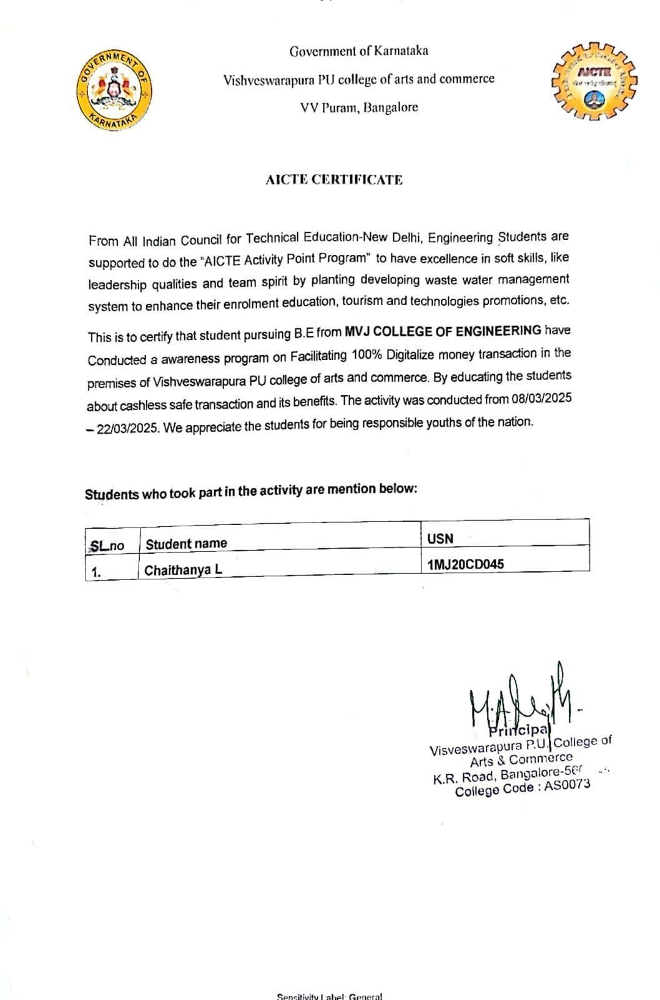 Government of Karnataka
Vishveswarapura PU college of arts and commerce
VV Puram, Bangalore
GOVERNMENT OF KARNATAKA
AICTE
AICTE CERTIFICATE
From All Indian Council for Technical Education-New Delhi, Engineering Students are
supported to do the "AICTE Activity Point Program" to have excellence in soft skills, like
leadership qualities and team spirit by planting developing waste water management
system to enhance their enrolment education, tourism and technologies promotions, etc.
This is to certify that student pursuing B.E from MVJ COLLEGE OF ENGINEERING have
Conducted a awareness program on Facilitating 100% Digitalize money transaction in the
premises of Vishveswarapura PU college of arts and commerce. By educating the students
about cashless safe transaction and its benefits. The activity was conducted from 08/03/2025
– 22/03/2025. We appreciate the students for being responsible youths of the nation.
Students who took part in the activity are mention below:
SL.no Student name USN
1. Chaithanya L 1MJ20CD045
Principal
Visveswarapura P.U. College of
Arts & Commerce
K.R. Road, Bangalore-56
College Code : AS0073
Sensitivity Label: General